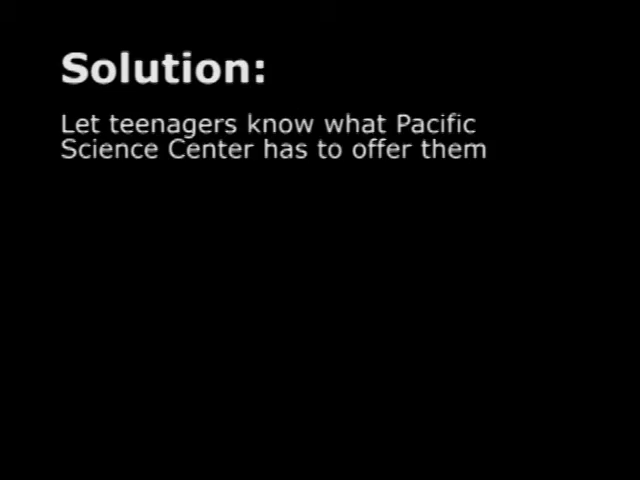 Solution:
Let teenagers know what Pacific
Science Center has to offer them